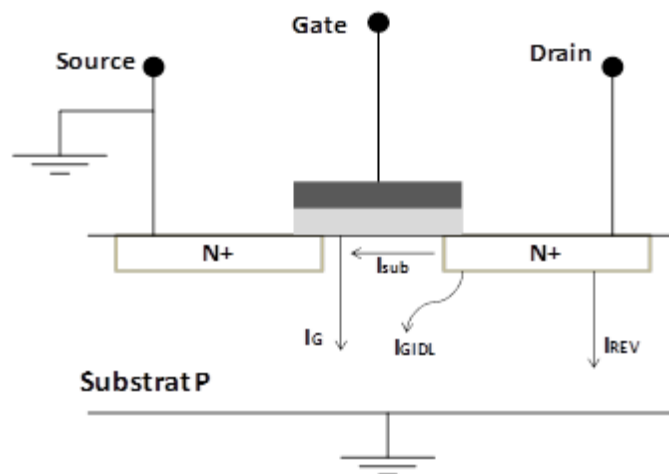 Gate
Source
Drain
N+
N+
Isub
IG
IGIDL
IREV
Substrat P